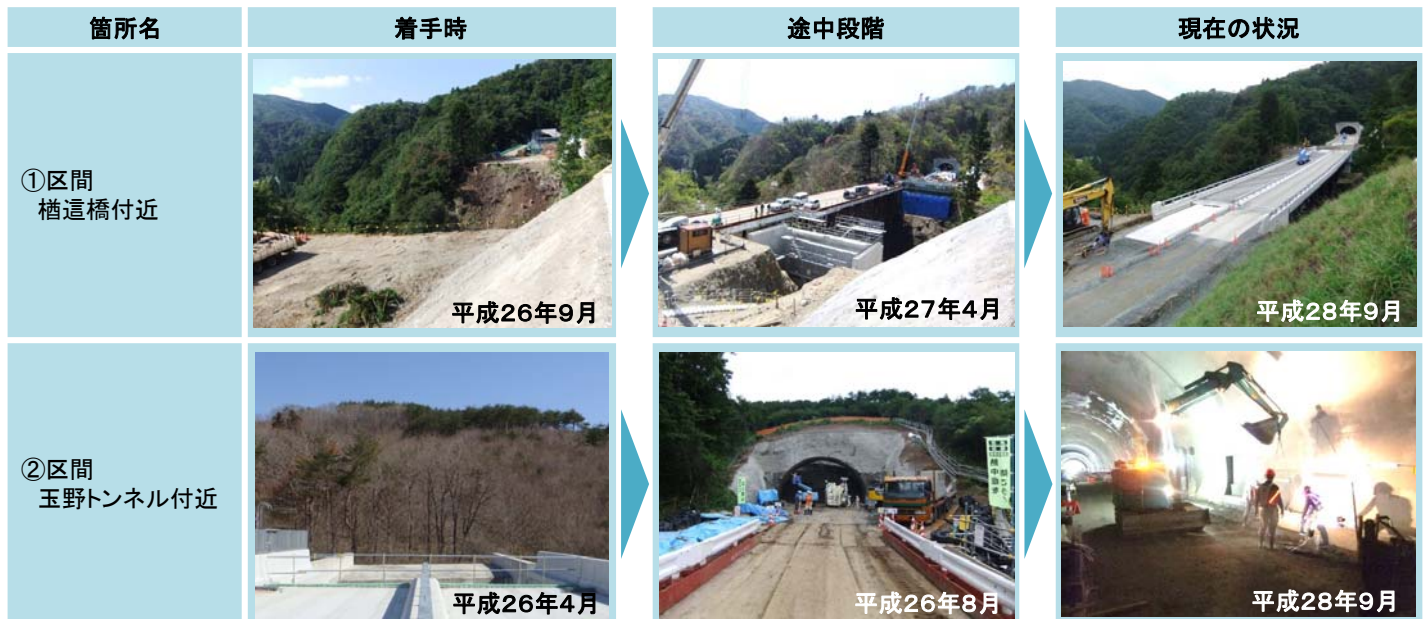 箇所名
着手時
途中段階
現在の状況
①区間
楢這橋付近
平成26年9月
平成27年4月
平成28年9月
②区間
玉野トンネル付近
平成26年4月
平成26年8月
平成28年9月